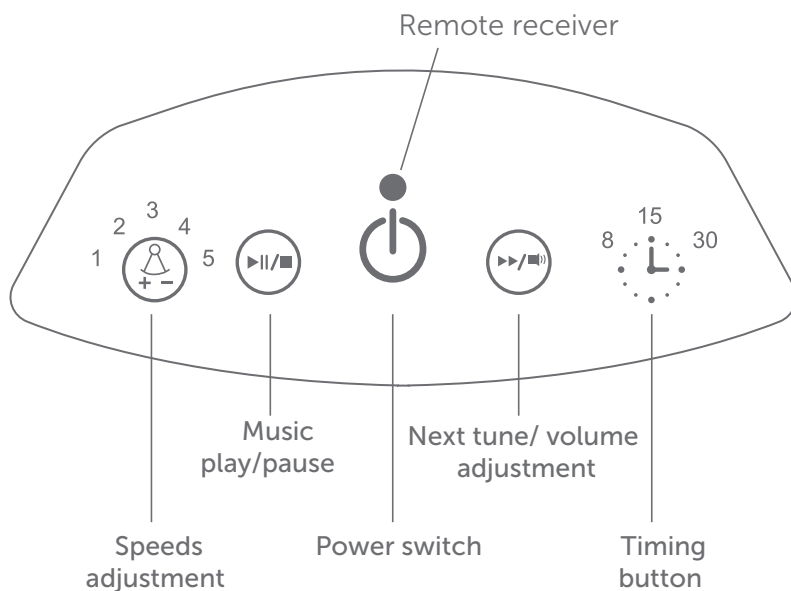 Remote receiver
1 2 3 4 5
8 15 30
Music
play/pause
Next tune/ volume
adjustment
Speeds
adjustment
Power switch
Timing
button